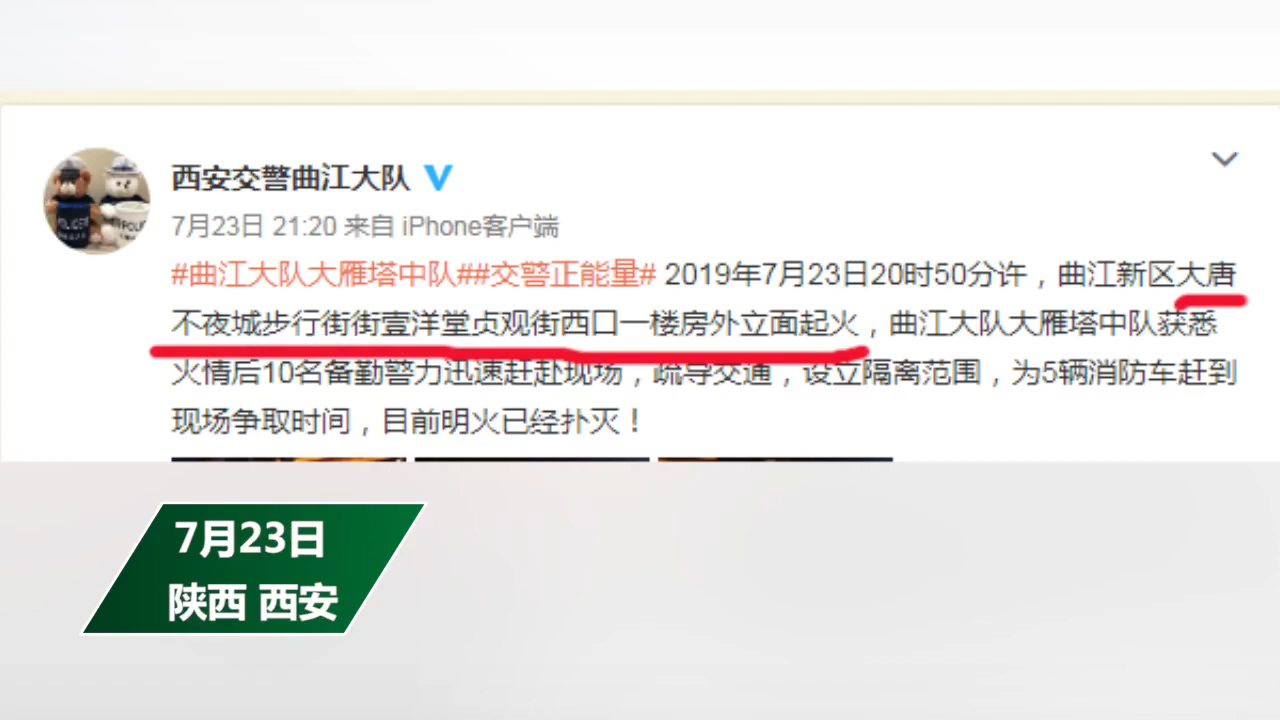 西安交警曲江大队
7月23日 21:20 来自 iPhone客户端
#曲江大队大雁塔中队##交警正能量# 2019年7月23日20时50分许，曲江新区大唐
不夜城步行街街壹洋堂贞观街西口一楼房外立面起火，曲江大队大雁塔中队获悉
火情后10名备勤警力迅速赶赴现场，疏导交通，设立隔离范围，为5辆消防车赶到
现场争取时间，目前明火已经扑灭！
7月23日
陕西 西安